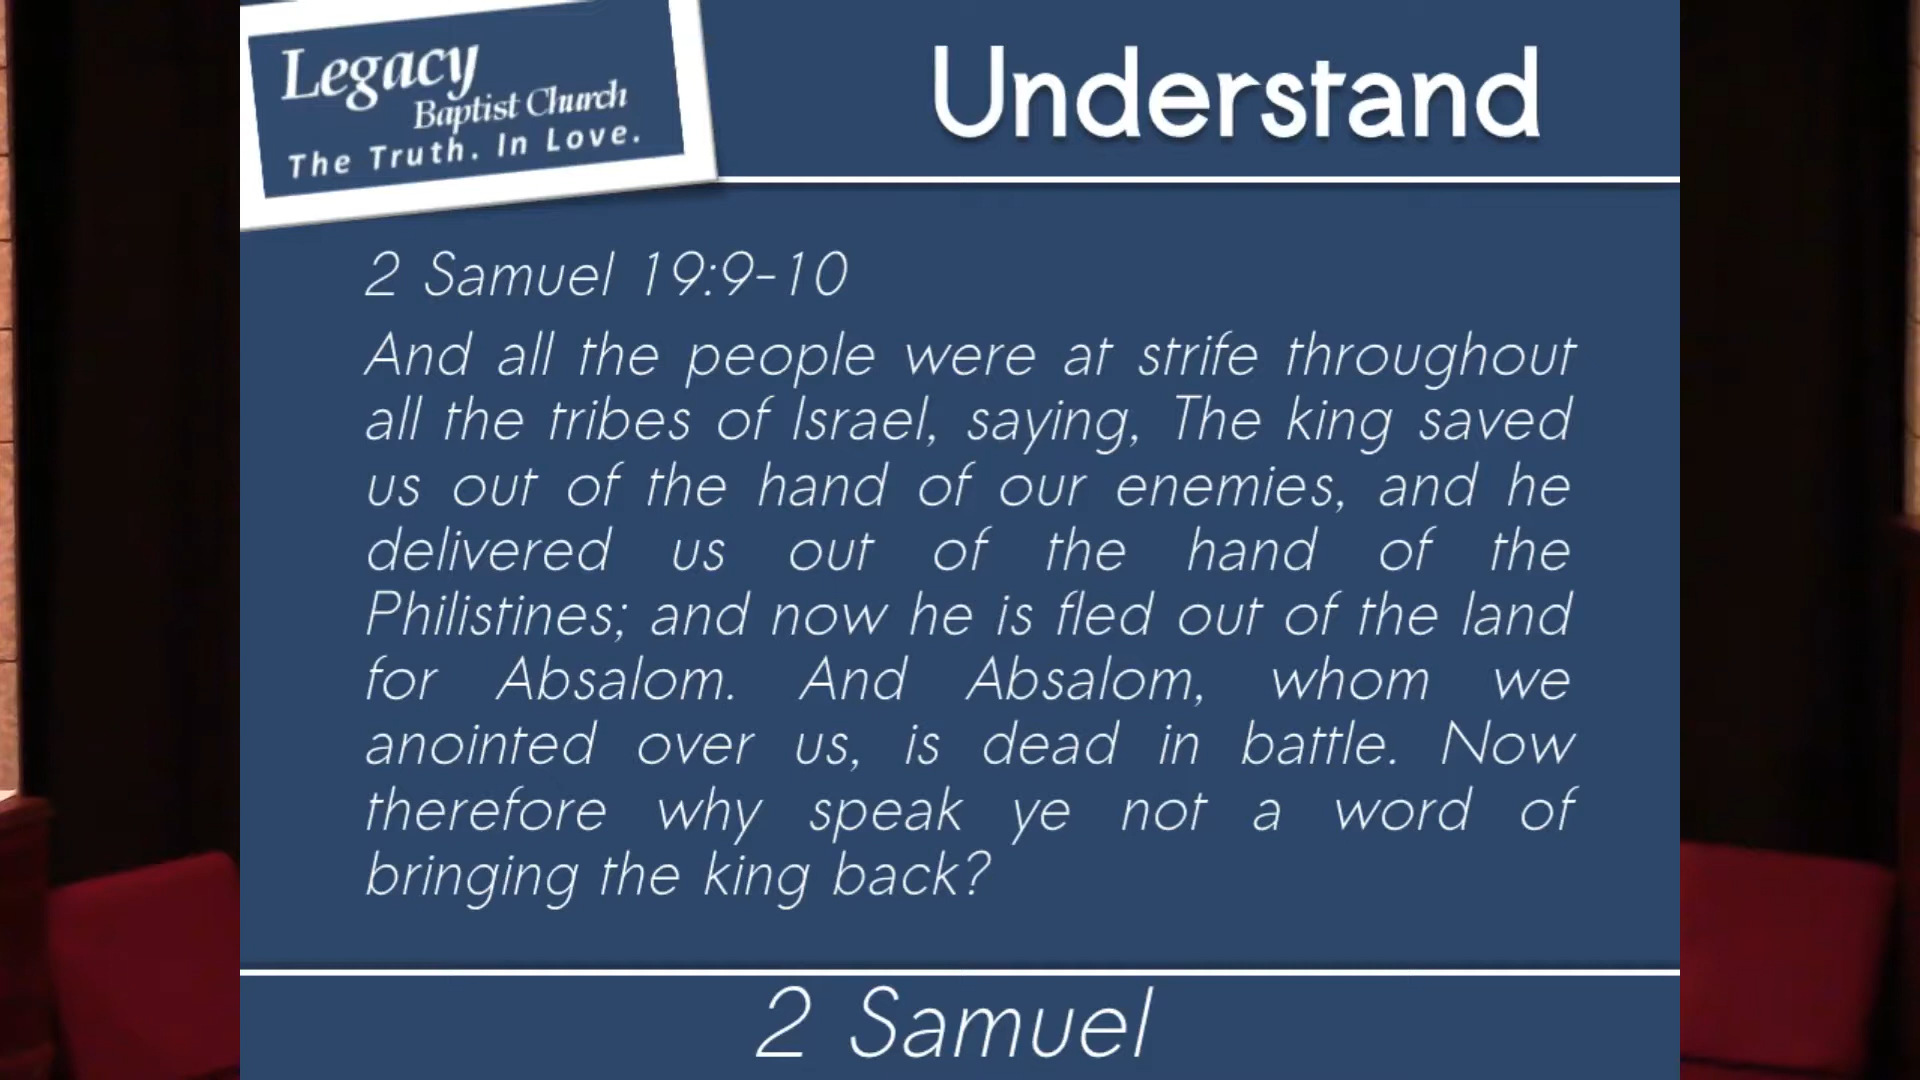 Legacy
Baptist Church
The Truth. In Love.
Understand
2 Samuel 19:9-10
And all the people were at strife throughout
all the tribes of Israel, saying, The king saved
us out of the hand of our enemies, and he
delivered us out of the hand of the
Philistines; and now he is fled out of the land
for Absalom. And Absalom, whom we
anointed over us, is dead in battle. Now
therefore why speak ye not a word of
bringing the king back?
2 Samuel